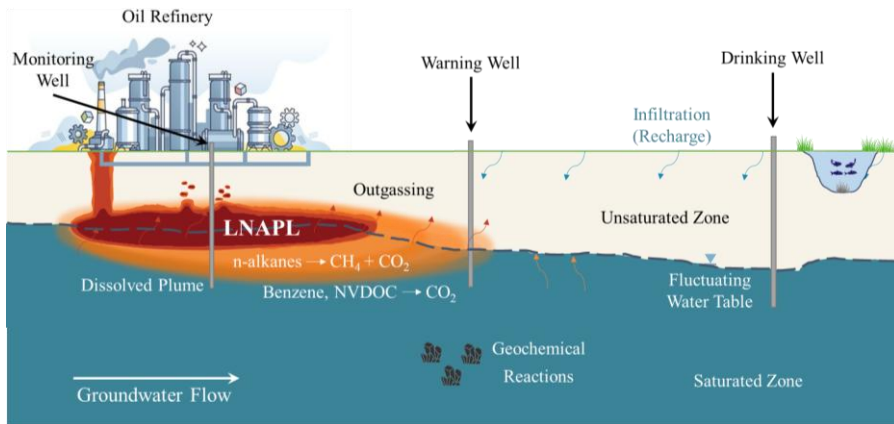 Oil Refinery
Monitoring
Well
Warning Well
Drinking Well
Infiltration
(Recharge)
Outgassing
Unsaturated Zone
LNAPL
n-alkanes → CH₄ + CO₂
Dissolved Plume
Benzene, NVDOC → CO₂
Fluctuating
Water Table
Geochemical
Reactions
Groundwater Flow
Saturated Zone